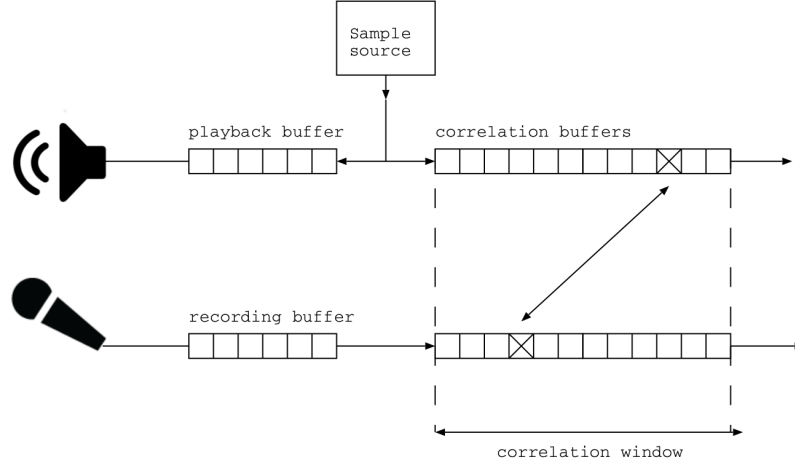 Sample
source
playback buffer
correlation buffers
recording buffer
correlation window